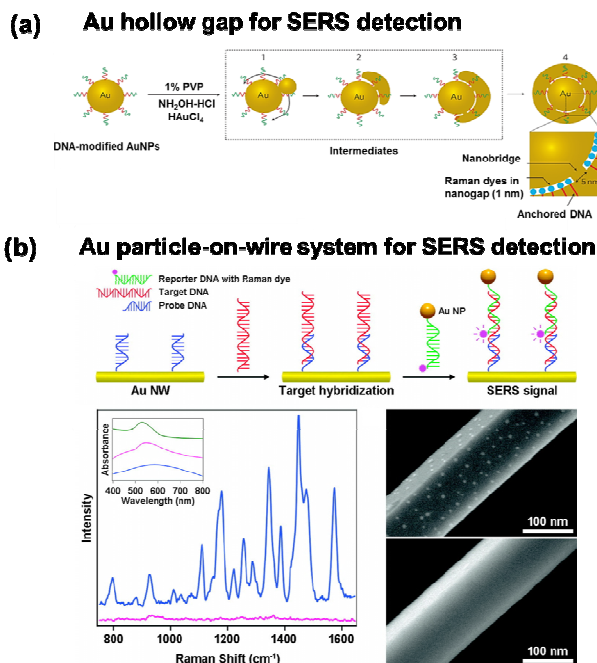 (a) Au hollow gap for SERS detection
1 2 3 4
Au Au Au Au Au
1% PVP
NH2OH-HCl
HAuCl4
DNA-modified AuNPs
Intermediates
Nanobridge
Raman dyes in
nanogap (1 nm)
5 nm
Anchored DNA
(b) Au particle-on-wire system for SERS detection
Reporter DNA with Raman dye
Target DNA
Probe DNA
Au NP
Au NW
Target hybridization
SERS signal
Absorbance
400 500 600 700 800
Wavelength (nm)
Intensity
800 1000 1200 1400 1600
Raman Shift (cm-1)
100 nm
100 nm